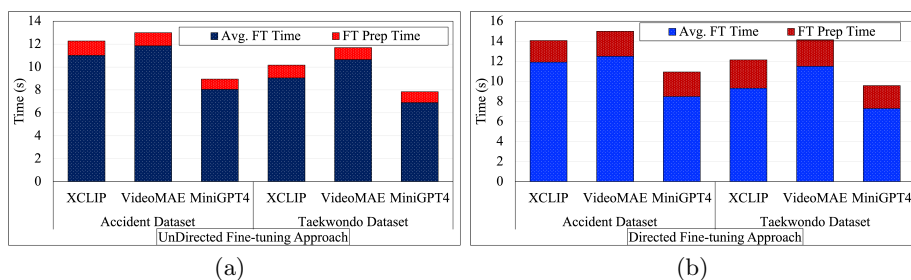 14
12
10
8
6
4
2
0
Time (s)
Avg. FT Time FT Prep Time
XCLIP VideoMAE MiniGPT4 XCLIP VideoMAE MiniGPT4
Accident Dataset Taekwondo Dataset
UnDirected Fine-tuning Approach
(a)
16
14
12
10
8
6
4
2
0
Time (s)
Avg. FT Time FT Prep Time
XCLIP VideoMAE MiniGPT4 XCLIP VideoMAE MiniGPT4
Accident Dataset Taekwondo Dataset
Directed Fine-tuning Approach
(b)